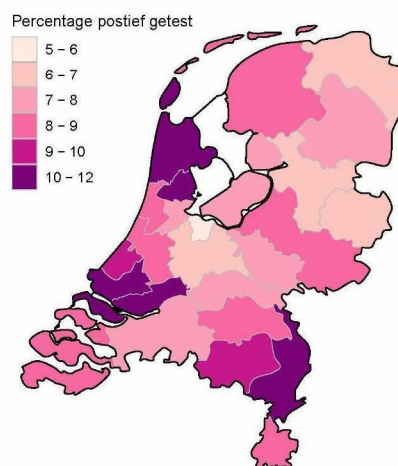 Percentage postief getest
5 – 6
6 – 7
7 – 8
8 – 9
9 – 10
10 – 12